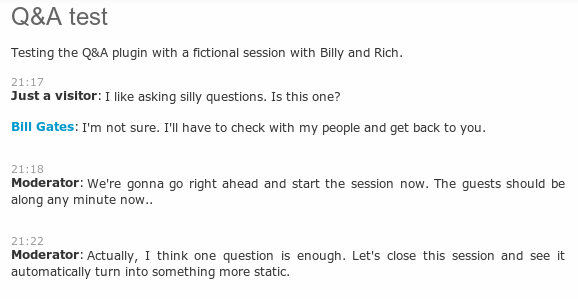 Q&A test
Testing the Q&A plugin with a fictional session with Billy and Rich.
21:17
Just a visitor: I like asking silly questions. Is this one?
Bill Gates: I'm not sure. I'll have to check with my people and get back to you.
21:18
Moderator: We're gonna go right ahead and start the session now. The guests should be
along any minute now..
21:22
Moderator: Actually, I think one question is enough. Let's close this session and see it
automatically turn into something more static.